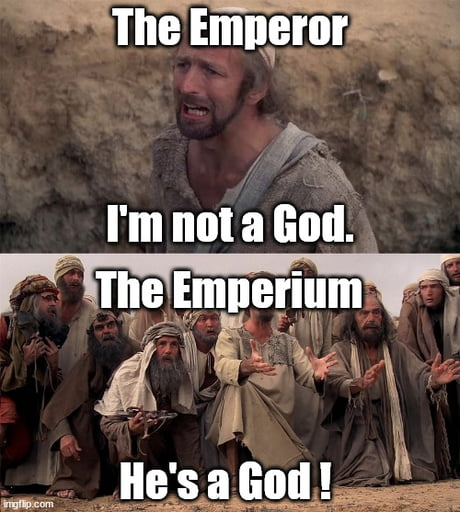 The Emperor
I'm not a God.
The Emperium
He's a God !
imgflip.com